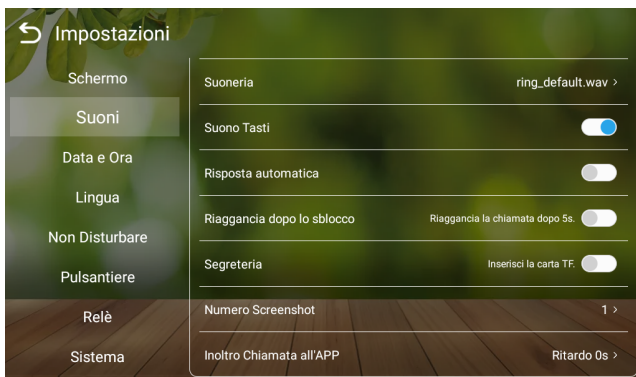 Impostazioni
Schermo
Suoni
Data e Ora
Lingua
Non Disturbare
Pulsantiere
Relè
Sistema
Suoneria ring_default.wav >
Suono Tasti
Risposta automatica
Riaggancia dopo lo sblocco Riaggancia la chiamata dopo 5s.
Segreteria Inserisci la carta TF.
Numero Screenshot 1 >
Inoltro Chiamata all'APP Ritardo 0s >